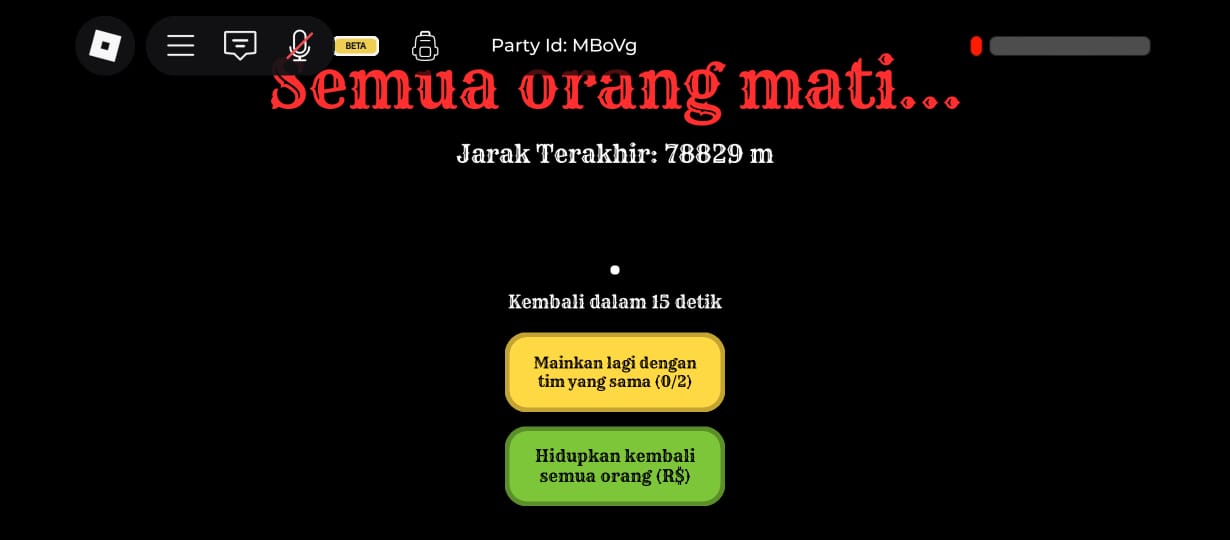 BETA
Party Id: MBoVg
Semua orang mati...
Jarak Terakhir: 78829 m
Kembali dalam 15 detik
Mainkan lagi dengan
tim yang sama (0/2)
Hidupkan kembali
semua orang (R$)